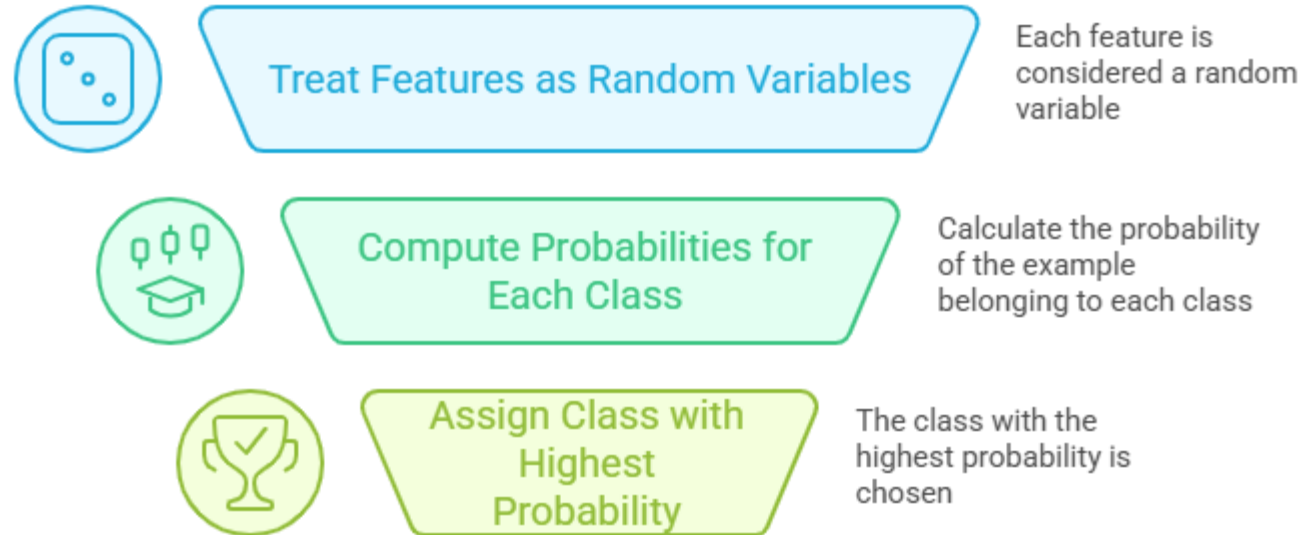 Treat Features as Random Variables
Each feature is
considered a random
variable
Compute Probabilities for
Each Class
Calculate the probability
of the example
belonging to each class
Assign Class with
Highest
Probability
The class with the
highest probability is
chosen